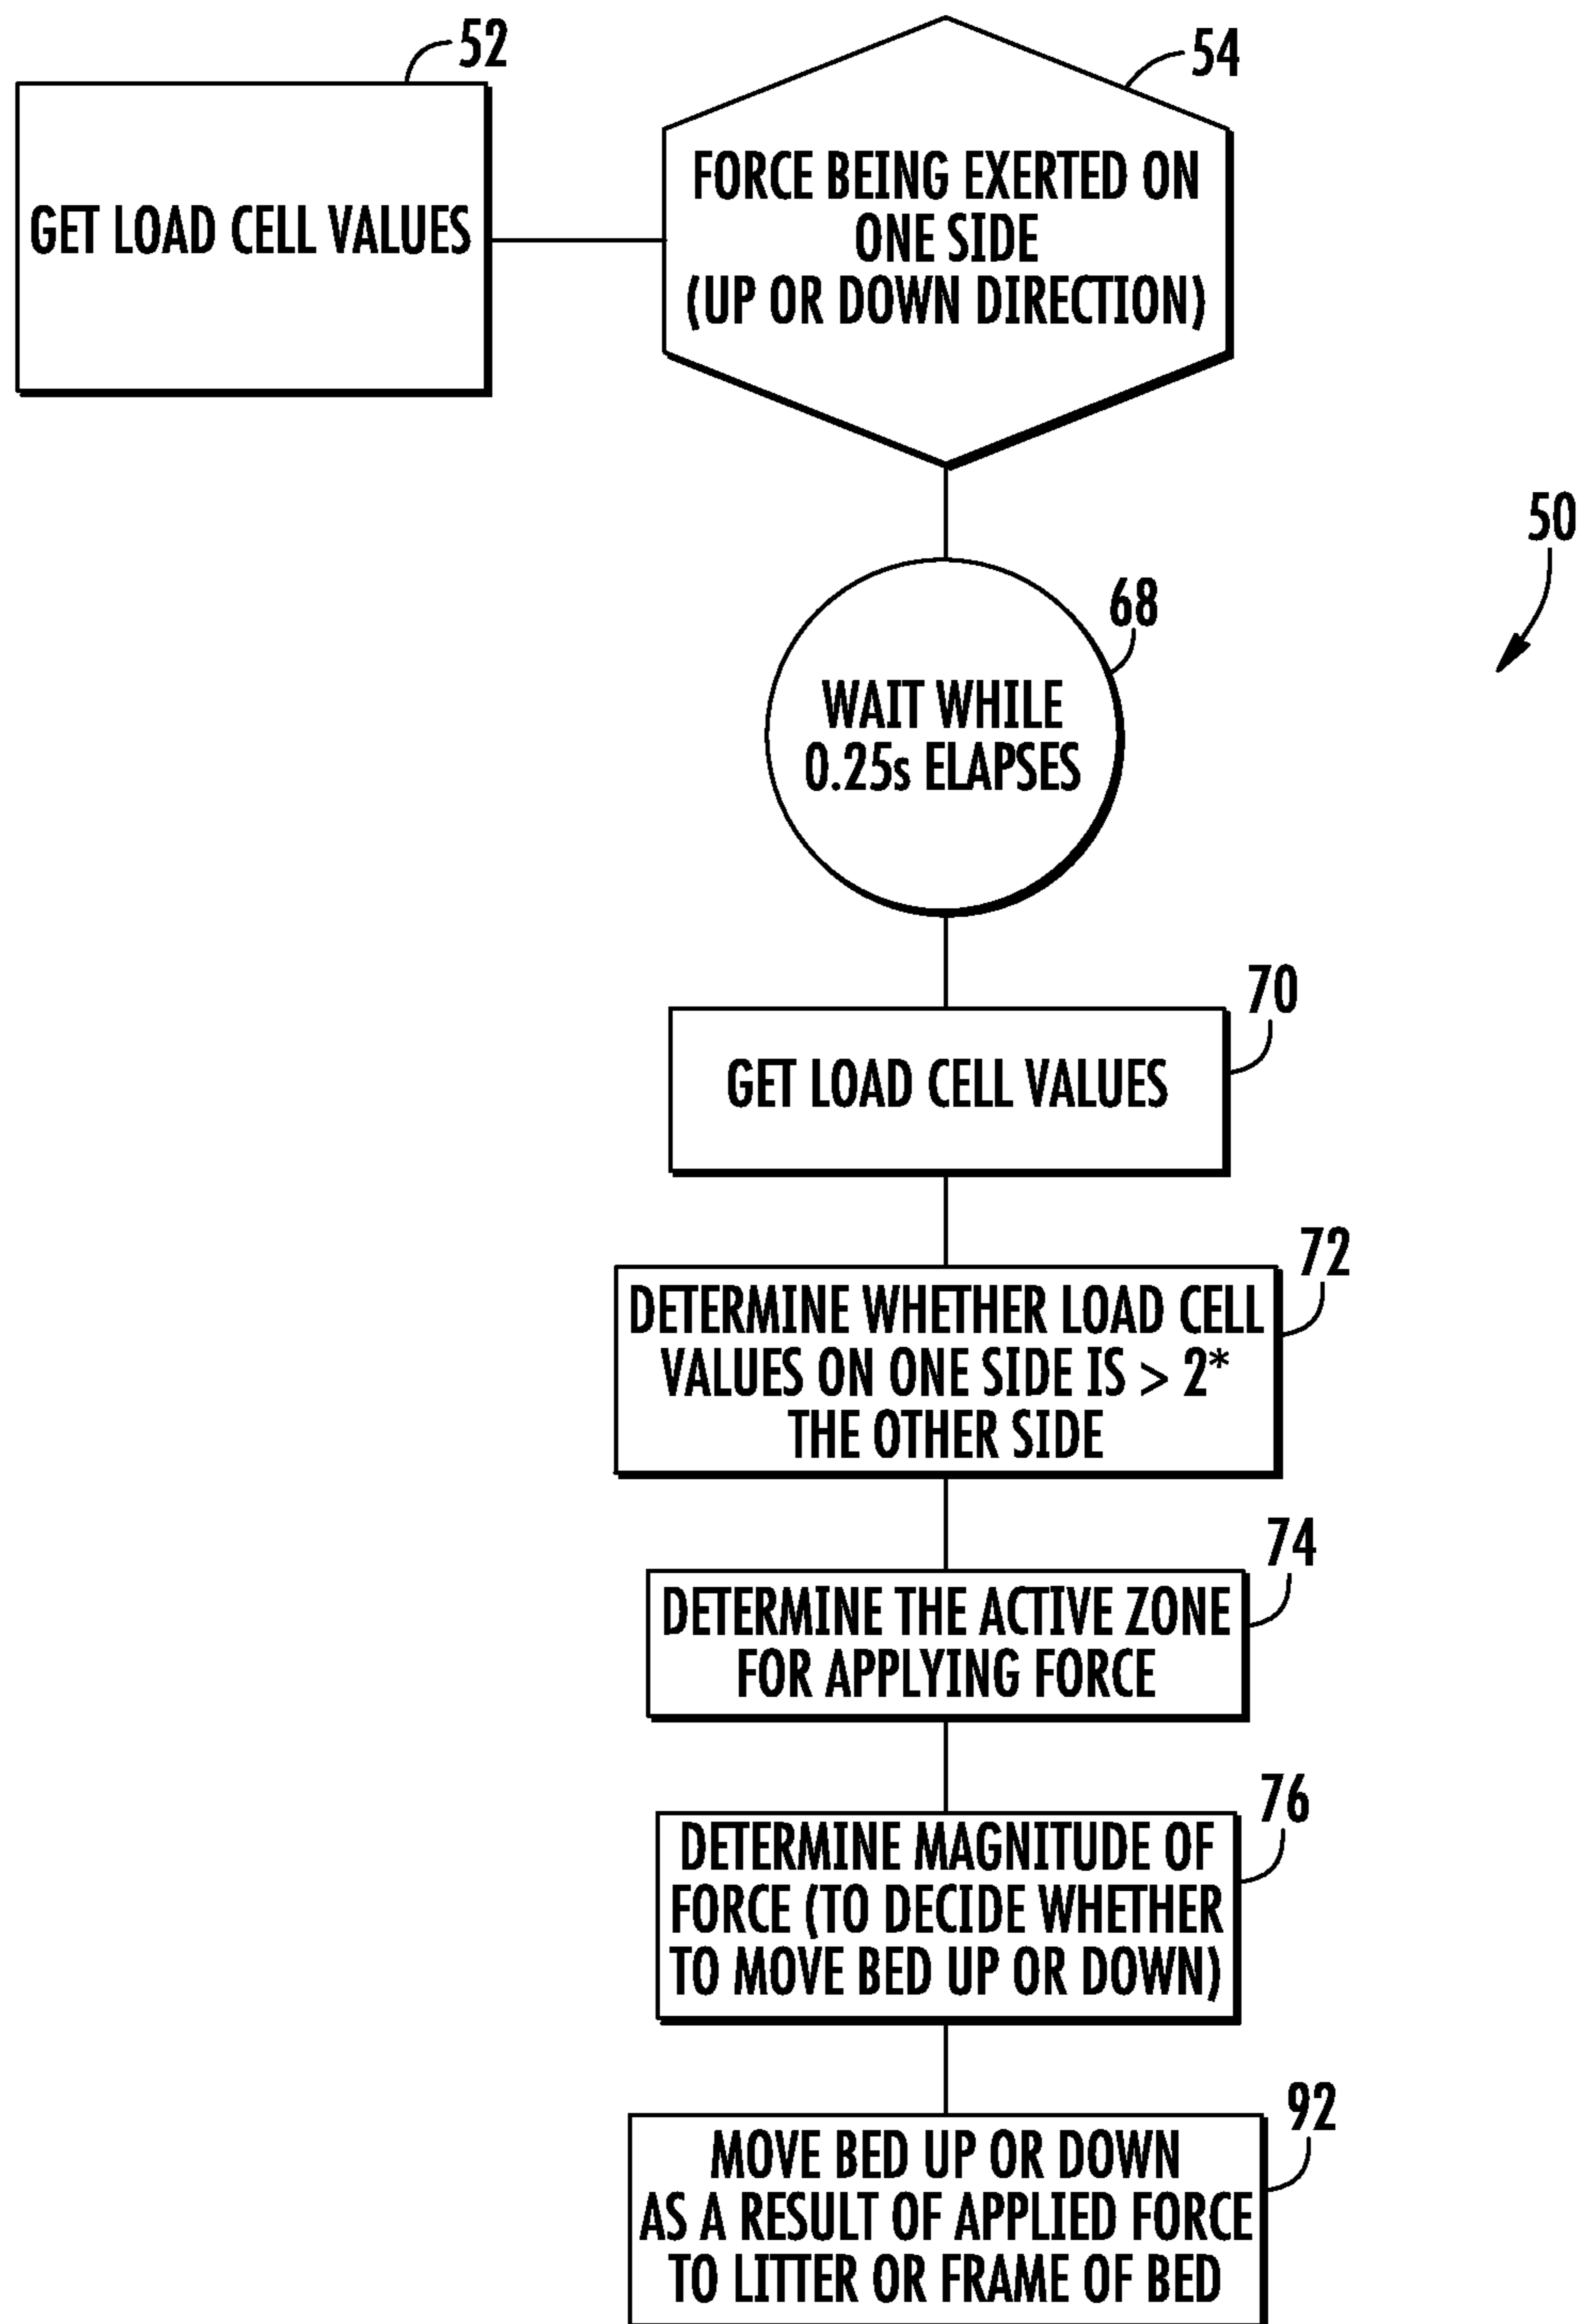 52
GET LOAD CELL VALUES
54
FORCE BEING EXERTED ON
ONE SIDE
(UP OR DOWN DIRECTION)
50
68
WAIT WHILE
0.25s ELAPSES
70
GET LOAD CELL VALUES
72
DETERMINE WHETHER LOAD CELL
VALUES ON ONE SIDE IS > 2*
THE OTHER SIDE
74
DETERMINE THE ACTIVE ZONE
FOR APPLYING FORCE
76
DETERMINE MAGNITUDE OF
FORCE (TO DECIDE WHETHER
TO MOVE BED UP OR DOWN)
92
MOVE BED UP OR DOWN
AS A RESULT OF APPLIED FORCE
TO LITTER OR FRAME OF BED